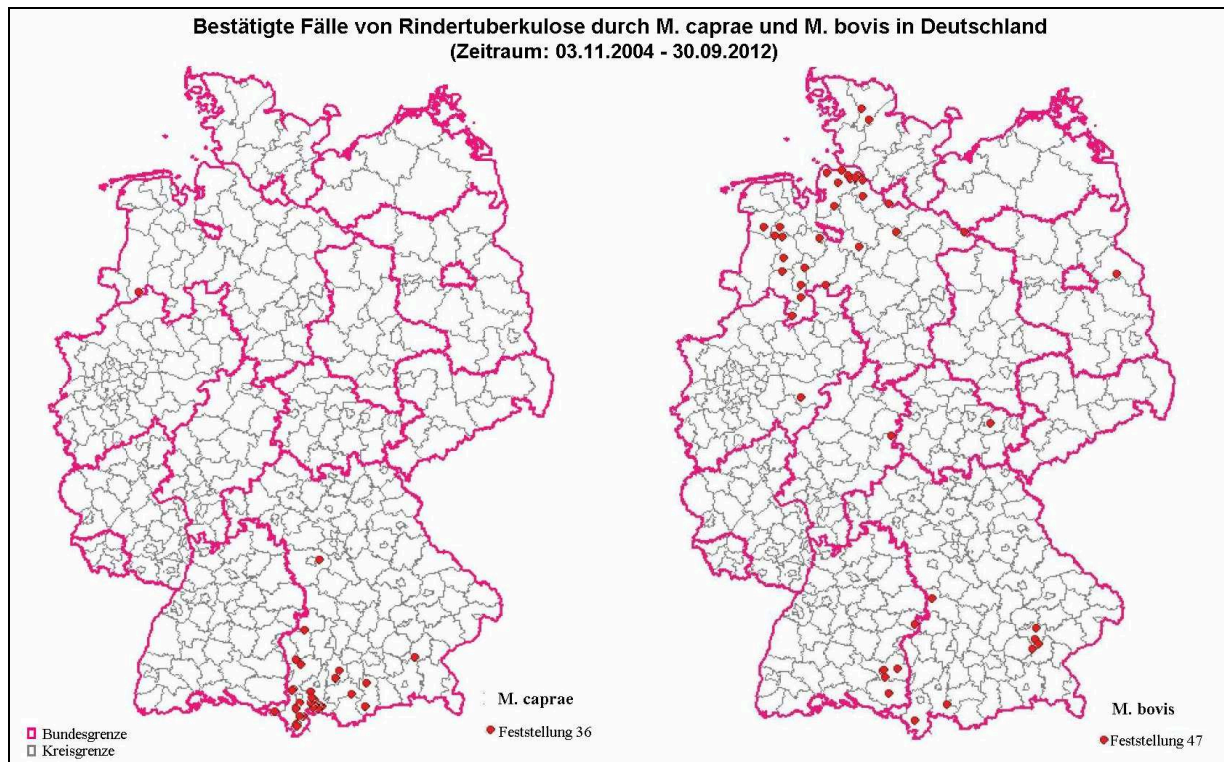 Bestätigte Fälle von Rindertuberkulose durch M. caprae und M. bovis in Deutschland
(Zeitraum: 03.11.2004 - 30.09.2012)
M. caprae
Feststellung 36
Bundesgrenze
Kreisgrenze
M. bovis
Feststellung 47